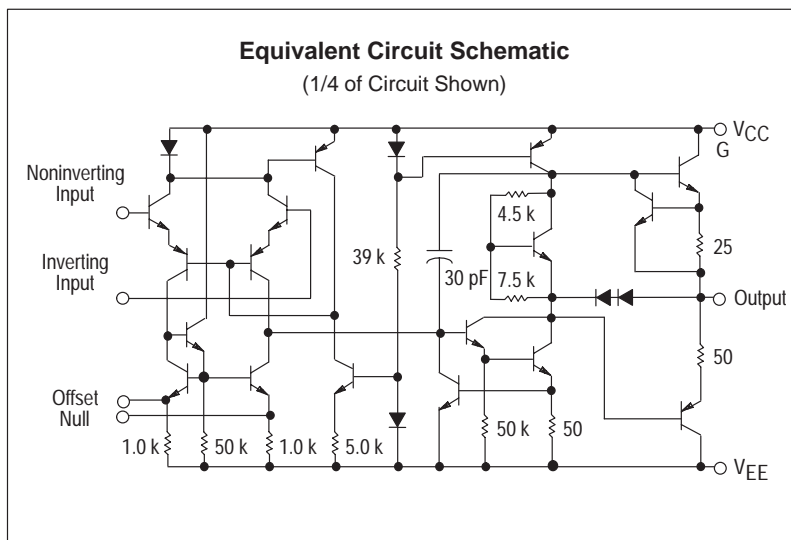 Equivalent Circuit Schematic
(1/4 of Circuit Shown)
VCC
G
Noninverting
Input
4.5 k
25
Inverting
Input
39 k
30 pF
7.5 k
Output
50
Offset
Null
1.0 k
50 k
1.0 k
5.0 k
50 k
50
VEE